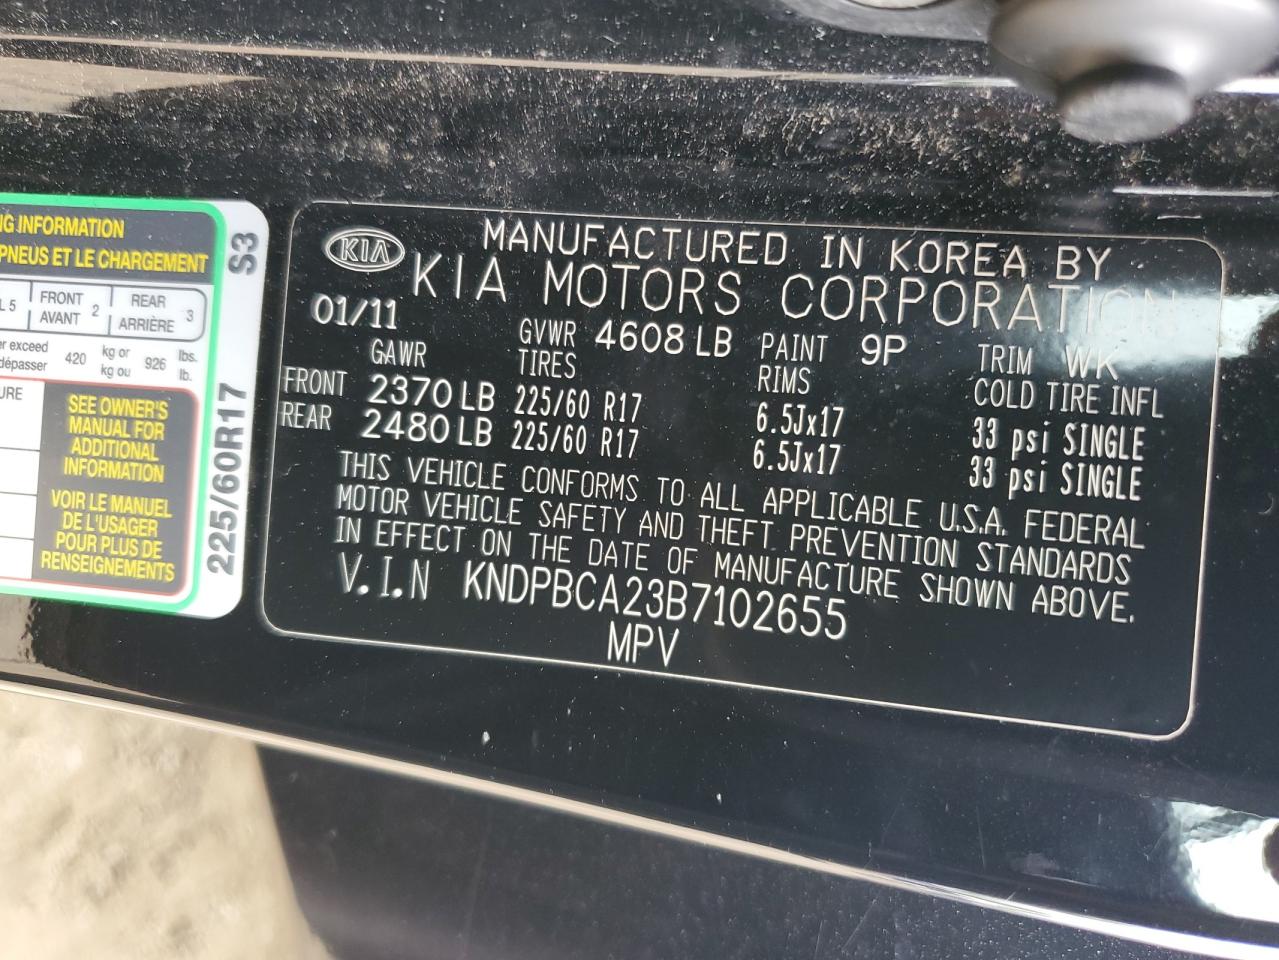 NG INFORMATION
PNEUS ET LE CHARGEMENT
L 5 FRONT AVANT 2 REAR ARRIÈRE 3
er exceed
dépasser 420 kg or kg ou 926 lbs. lb.
URE
SEE OWNER'S
MANUAL FOR
ADDITIONAL
INFORMATION
VOIR LE MANUEL
DE L'USAGER
POUR PLUS DE
RENSEIGNEMENTS
225/60R17 S3
KIA
MANUFACTURED IN KOREA BY
KIA MOTORS CORPORATION
01/11 GVWR 4608 LB PAINT 9P TRIM WK
GAWR TIRES RIMS COLD TIRE INFL
FRONT 2370 LB 225/60 R17 6.5Jx17 33 psi SINGLE
REAR 2480 LB 225/60 R17 6.5Jx17 33 psi SINGLE
THIS VEHICLE CONFORMS TO ALL APPLICABLE U.S.A. FEDERAL
MOTOR VEHICLE SAFETY AND THEFT PREVENTION STANDARDS
IN EFFECT ON THE DATE OF MANUFACTURE SHOWN ABOVE.
V.I.N KNDPBCA23B7102655
MPV